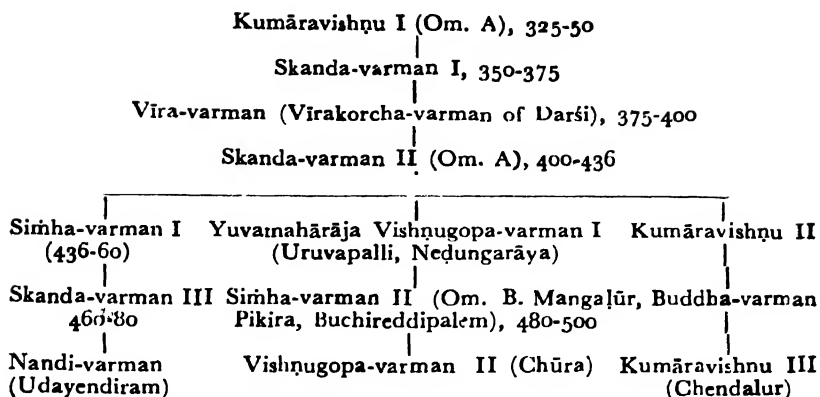 Kumāravishṇu I (Om. A), 325-50
Skanda-varman I, 350-375
Vīra-varman (Vīrakorcha-varman of Darśi), 375-400
Skanda-varman II (Om. A), 400-436
Siṁha-varman I Yuvamahārāja Vishṇugopa-varman I Kumāravishṇu II
(436-60) (Uruvapalli, Neḍungarāya)
Skanda-varman III Siṁha-varman II (Om. B. Mangaḷūr, Buddha-varman
460-80 Pikira, Buchireddipalem), 480-500
Nandi-varman Vishṇugopa-varman II (Chūra) Kumāravishṇu III
(Udayendiram) (Chendalur)